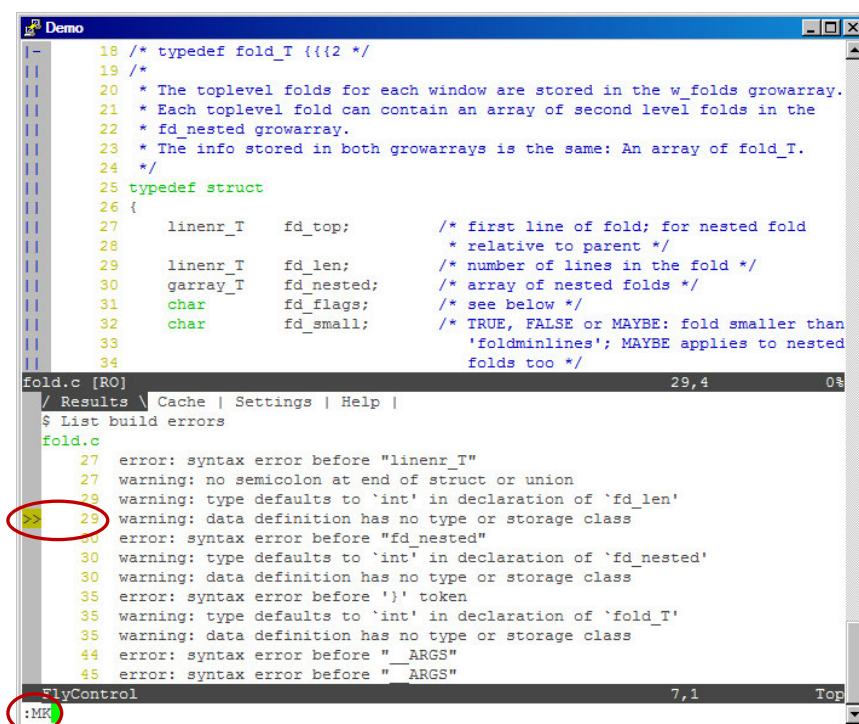 Demo
|- 18 /* typedef fold_T {{{2 */
|| 19 /*
|| 20 * The toplevel folds for each window are stored in the w_folds growarray.
|| 21 * Each toplevel fold can contain an array of second level folds in the
|| 22 * fd_nested growarray.
|| 23 * The info stored in both growarrays is the same: An array of fold_T.
|| 24 */
|| 25 typedef struct
|| 26 {
|| 27 linenr_T fd_top; /* first line of fold; for nested fold
|| 28 * relative to parent */
|| 29 linenr_T fd_len; /* number of lines in the fold */
|| 30 garray_T fd_nested; /* array of nested folds */
|| 31 char fd_flags; /* see below */
|| 32 char fd_small; /* TRUE, FALSE or MAYBE: fold smaller than
|| 33 'foldminlines'; MAYBE applies to nested
|| 34 folds too */
fold.c [RO] 29,4 0%
/ Results \ Cache | Settings | Help |
$ List build errors
fold.c
27 error: syntax error before "linenr_T"
27 warning: no semicolon at end of struct or union
29 warning: type defaults to `int' in declaration of `fd_len'
>> 29 warning: data definition has no type or storage class
30 error: syntax error before "fd_nested"
30 warning: type defaults to `int' in declaration of `fd_nested'
30 warning: data definition has no type or storage class
35 error: syntax error before '}' token
35 warning: type defaults to `int' in declaration of `fold_T'
35 warning: data definition has no type or storage class
44 error: syntax error before "__ARGS"
45 error: syntax error before "__ARGS"
FlyControl 7,1 Top
:MK